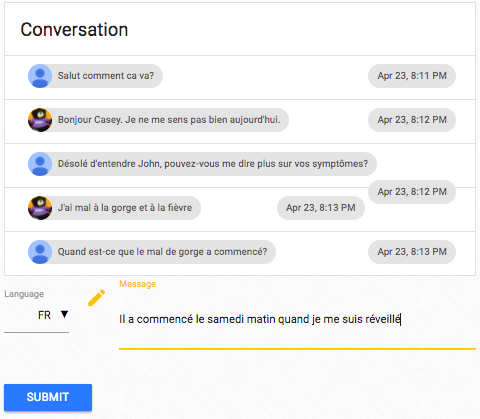 Conversation
Salut comment ca va? Apr 23, 8:11 PM
Bonjour Casey. Je ne me sens pas bien aujourd'hui. Apr 23, 8:12 PM
Désolé d'entendre John, pouvez-vous me dire plus sur vos symptômes?
Apr 23, 8:12 PM
J'ai mal à la gorge et à la fièvre Apr 23, 8:13 PM
Quand est-ce que le mal de gorge a commencé? Apr 23, 8:13 PM
Language
FR
Message
Il a commencé le samedi matin quand je me suis réveillé
SUBMIT